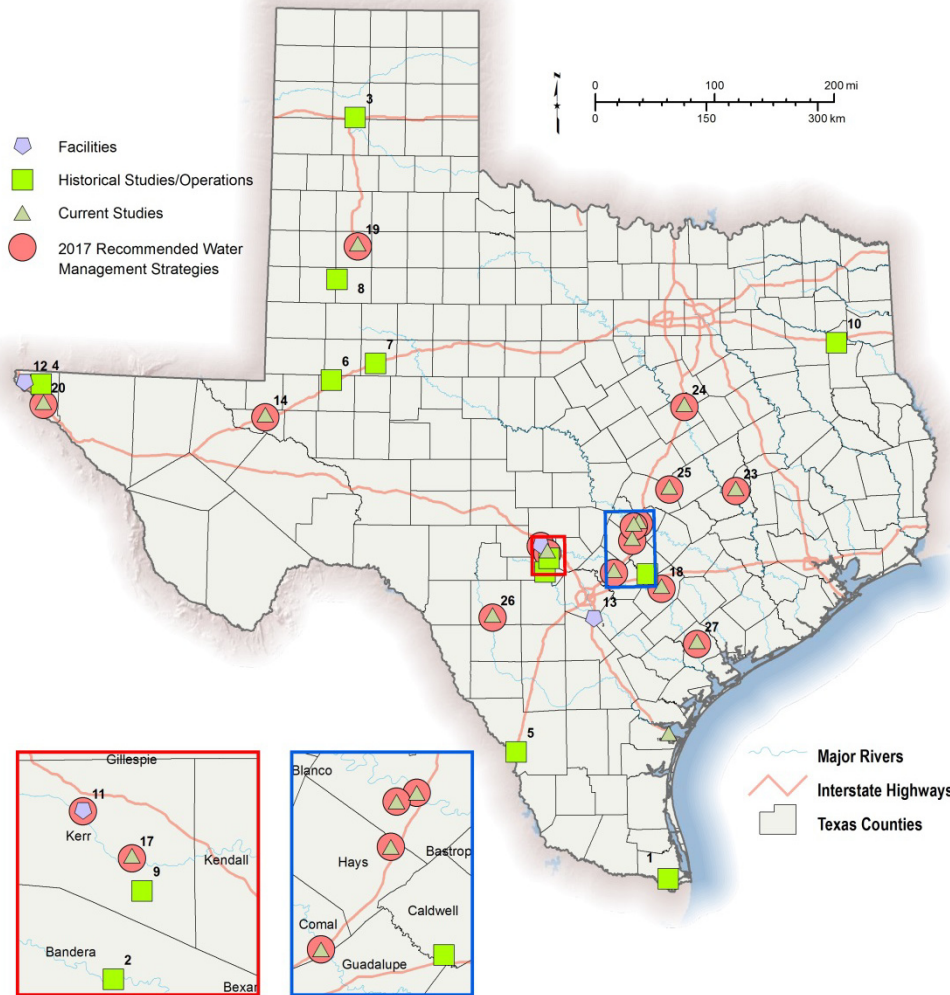 3
N
0
100
200 mi
0
150
300 km
Facilities
Historical Studies/Operations
Current Studies
2017 Recommended Water
Management Strategies
19
8
10
7
12 4
6
20
14
24
25
23
18
26
13
27
5
1
Gillespie
11
Kerr
17
Kendall
9
Bandera
2
Bexar
Blanco
Hays
Bastrop
Caldwell
Comal
Guadalupe
Major Rivers
Interstate Highways
Texas Counties